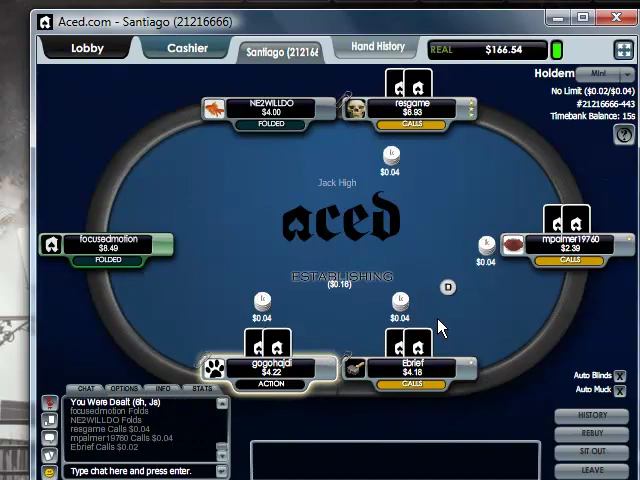 Aced.com - Santiago (21216666)
Lobby
Cashier
Santiago (212166
Hand History
REAL $166.54
Holdem
Mini
No Limit ($0.02/$0.04)
#21216666-443
Timebank Balance: 15s
?
NE2WILLDO
$4.00
FOLDED
resgame
$6.93
CALLS
$0.04
Jack High
aced
focusedmotion
$8.49
FOLDED
mpalmer19760
$2.39
CALLS
$0.04
ESTABLISHING
($0.16)
D
$0.04
$0.04
gogohajdi
$4.22
ACTION
Ebrief
$4.18
CALLS
Auto Blinds X
Auto Muck X
CHAT OPTIONS INFO STATS
You Were Dealt (6h, Js)
focusedmotion Folds
NE2WILLDO Folds
resgame Calls $0.04
mpalmer19760 Calls $0.04
Ebrief Calls $0.02
Type chat here and press enter.
HISTORY
REBUY
SIT OUT
LEAVE